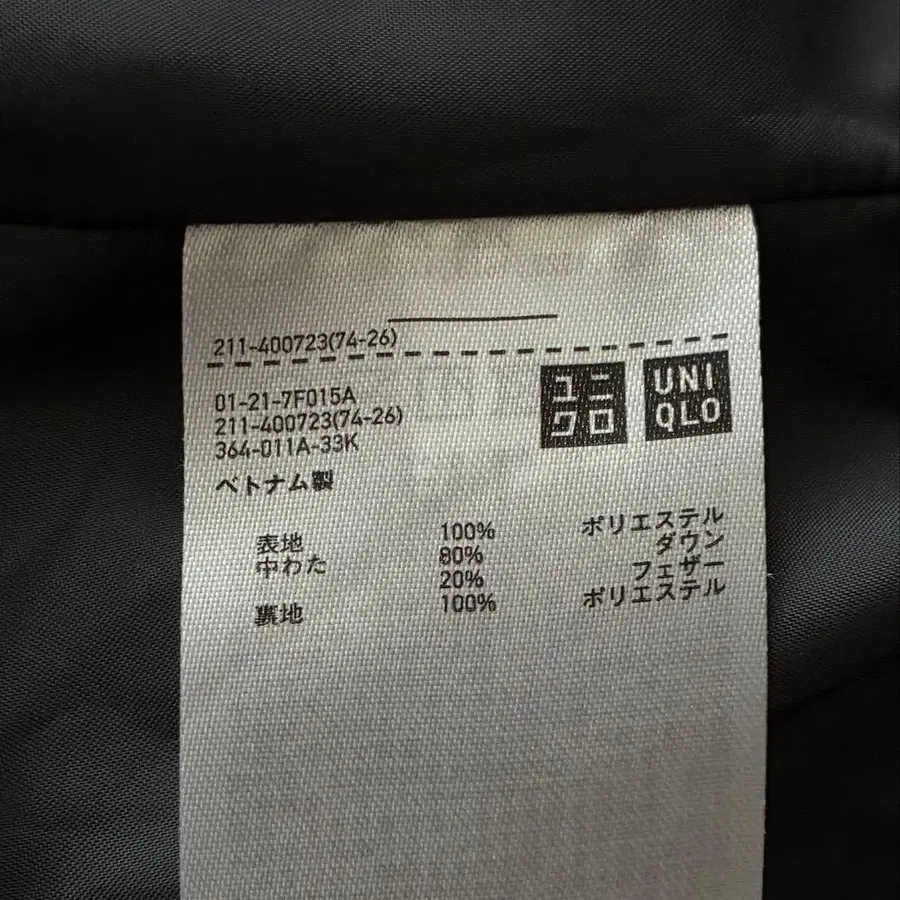 211-400723(74-26)
01-21-7F015A
211-400723(74-26)
364-011A-33K
ユニ
クロ
UNI
QLO
ベトナム製
表地 100% ポリエステル
中わた 80% ダウン
20% フェザー
裏地 100% ポリエステル